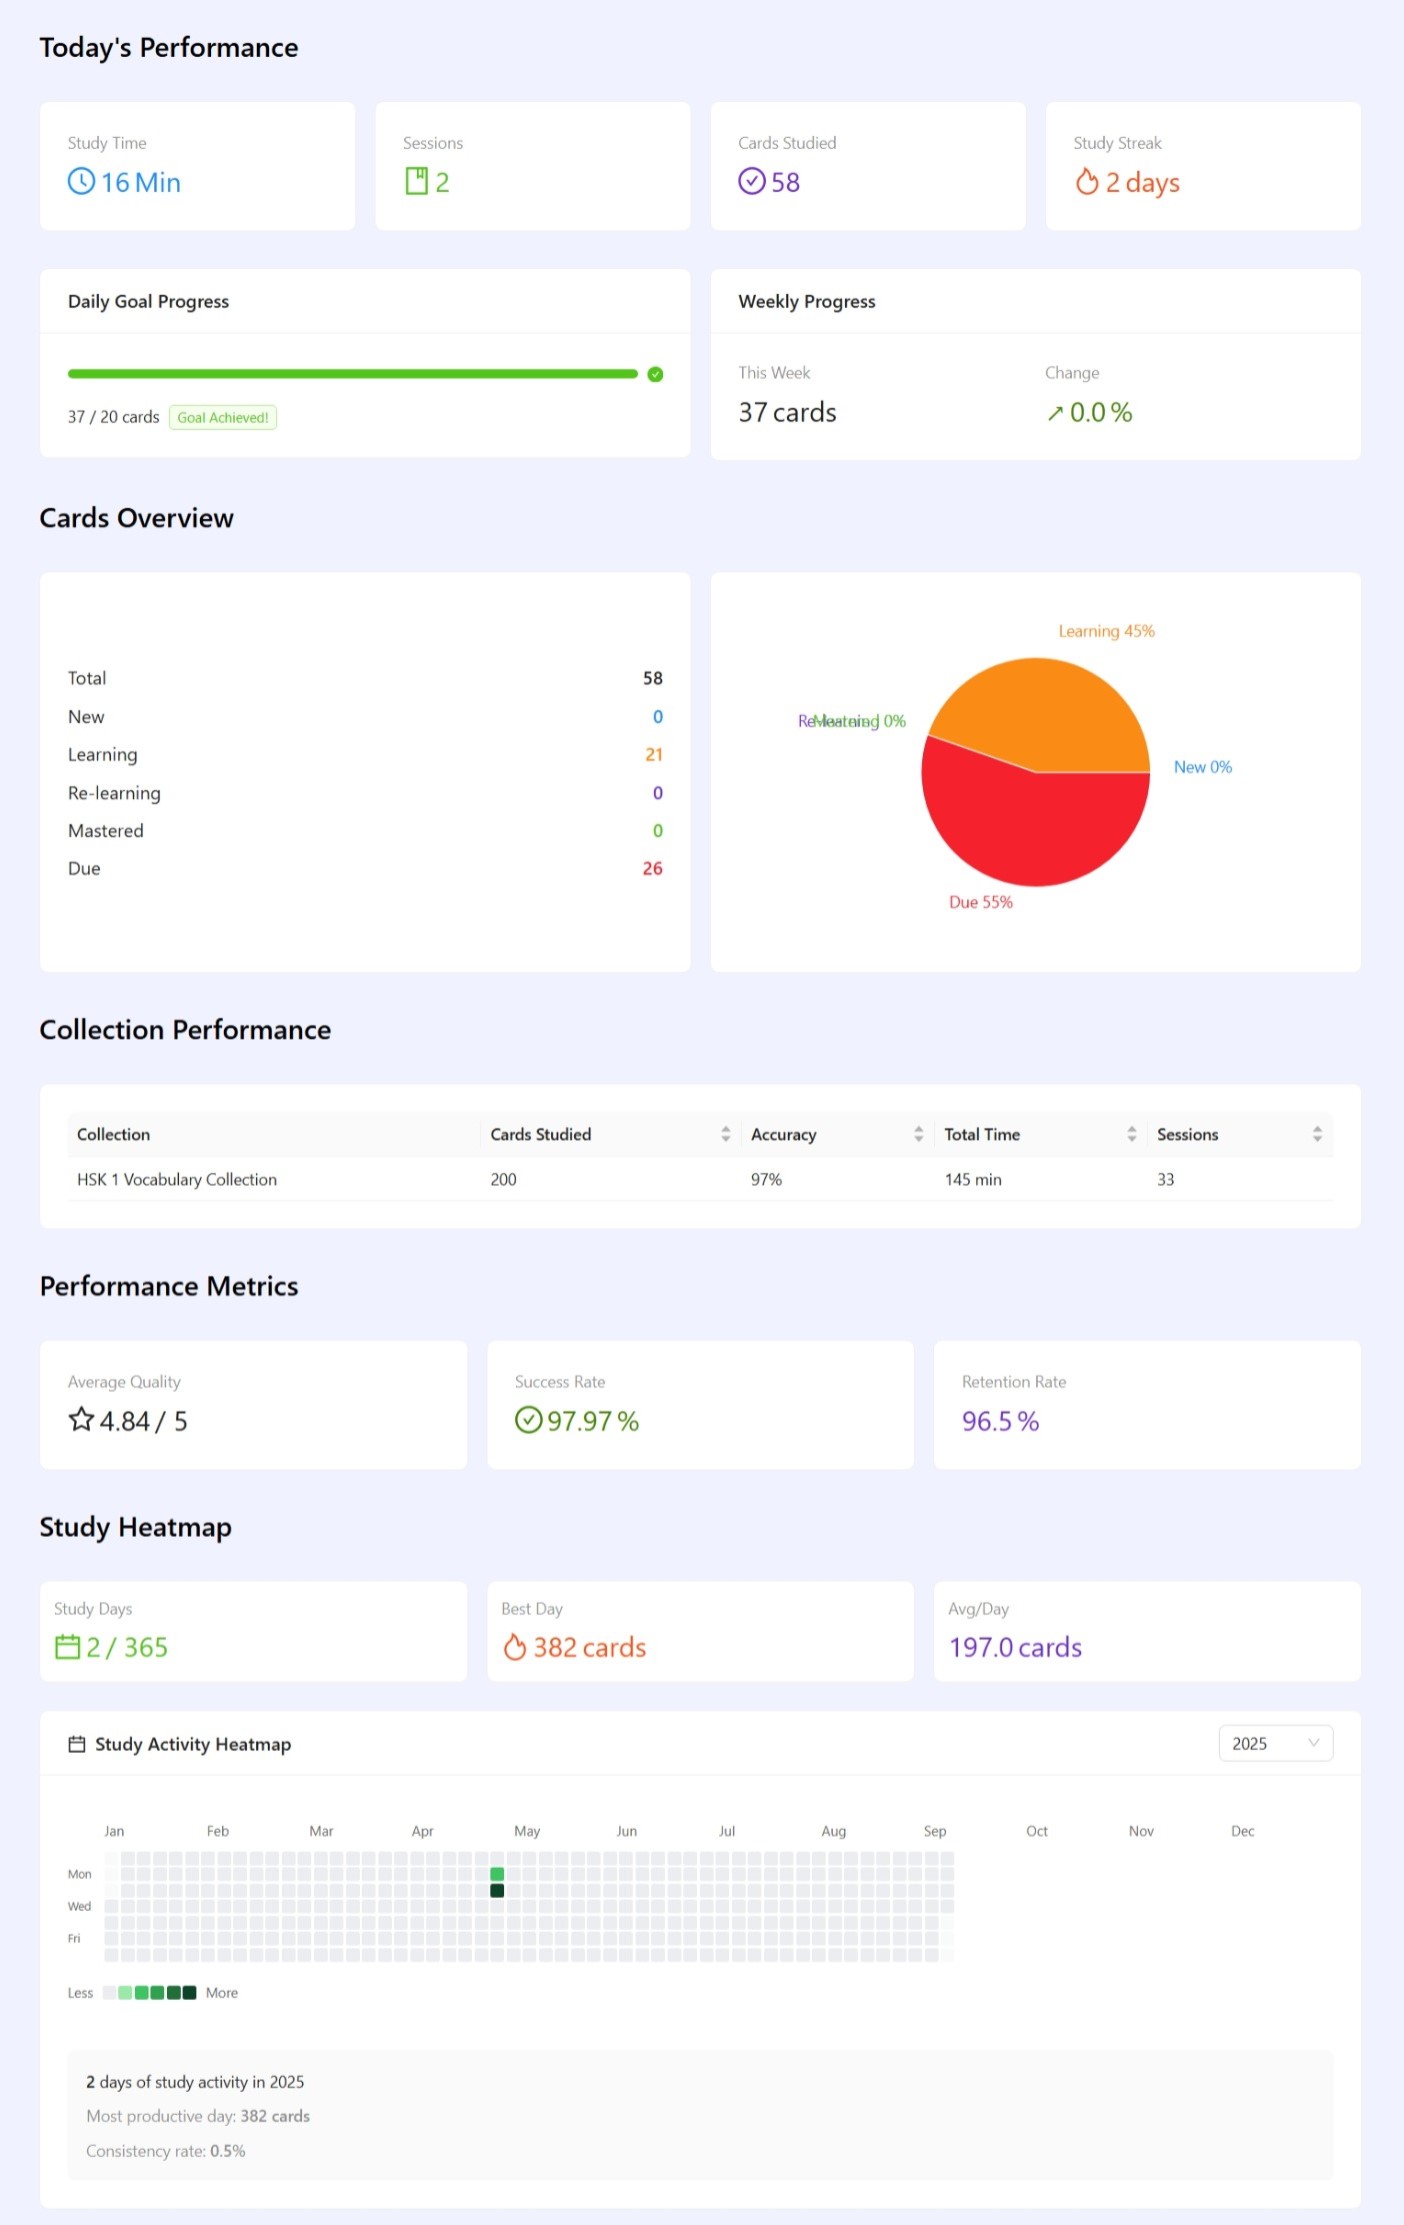 Today's Performance
Study Time
16 Min
Sessions
2
Cards Studied
58
Study Streak
2 days
Daily Goal Progress
37 / 20 cards Goal Achieved!
Weekly Progress
This Week
37 cards
Change
↗ 0.0 %
Cards Overview
Total 58
New 0
Learning 21
Re-learning 0
Mastered 0
Due 26
Learning 45%
Re-learning
Mastered 0%
New 0%
Due 55%
Collection Performance
Collection Cards Studied Accuracy Total Time Sessions
HSK 1 Vocabulary Collection 200 97% 145 min 33
Performance Metrics
Average Quality
4.84 / 5
Success Rate
97.97 %
Retention Rate
96.5 %
Study Heatmap
Study Days
2 / 365
Best Day
382 cards
Avg/Day
197.0 cards
Study Activity Heatmap 2025
Jan Feb Mar Apr May Jun Jul Aug Sep Oct Nov Dec
Mon
Wed
Fri
Less More
2 days of study activity in 2025
Most productive day: 382 cards
Consistency rate: 0.5%